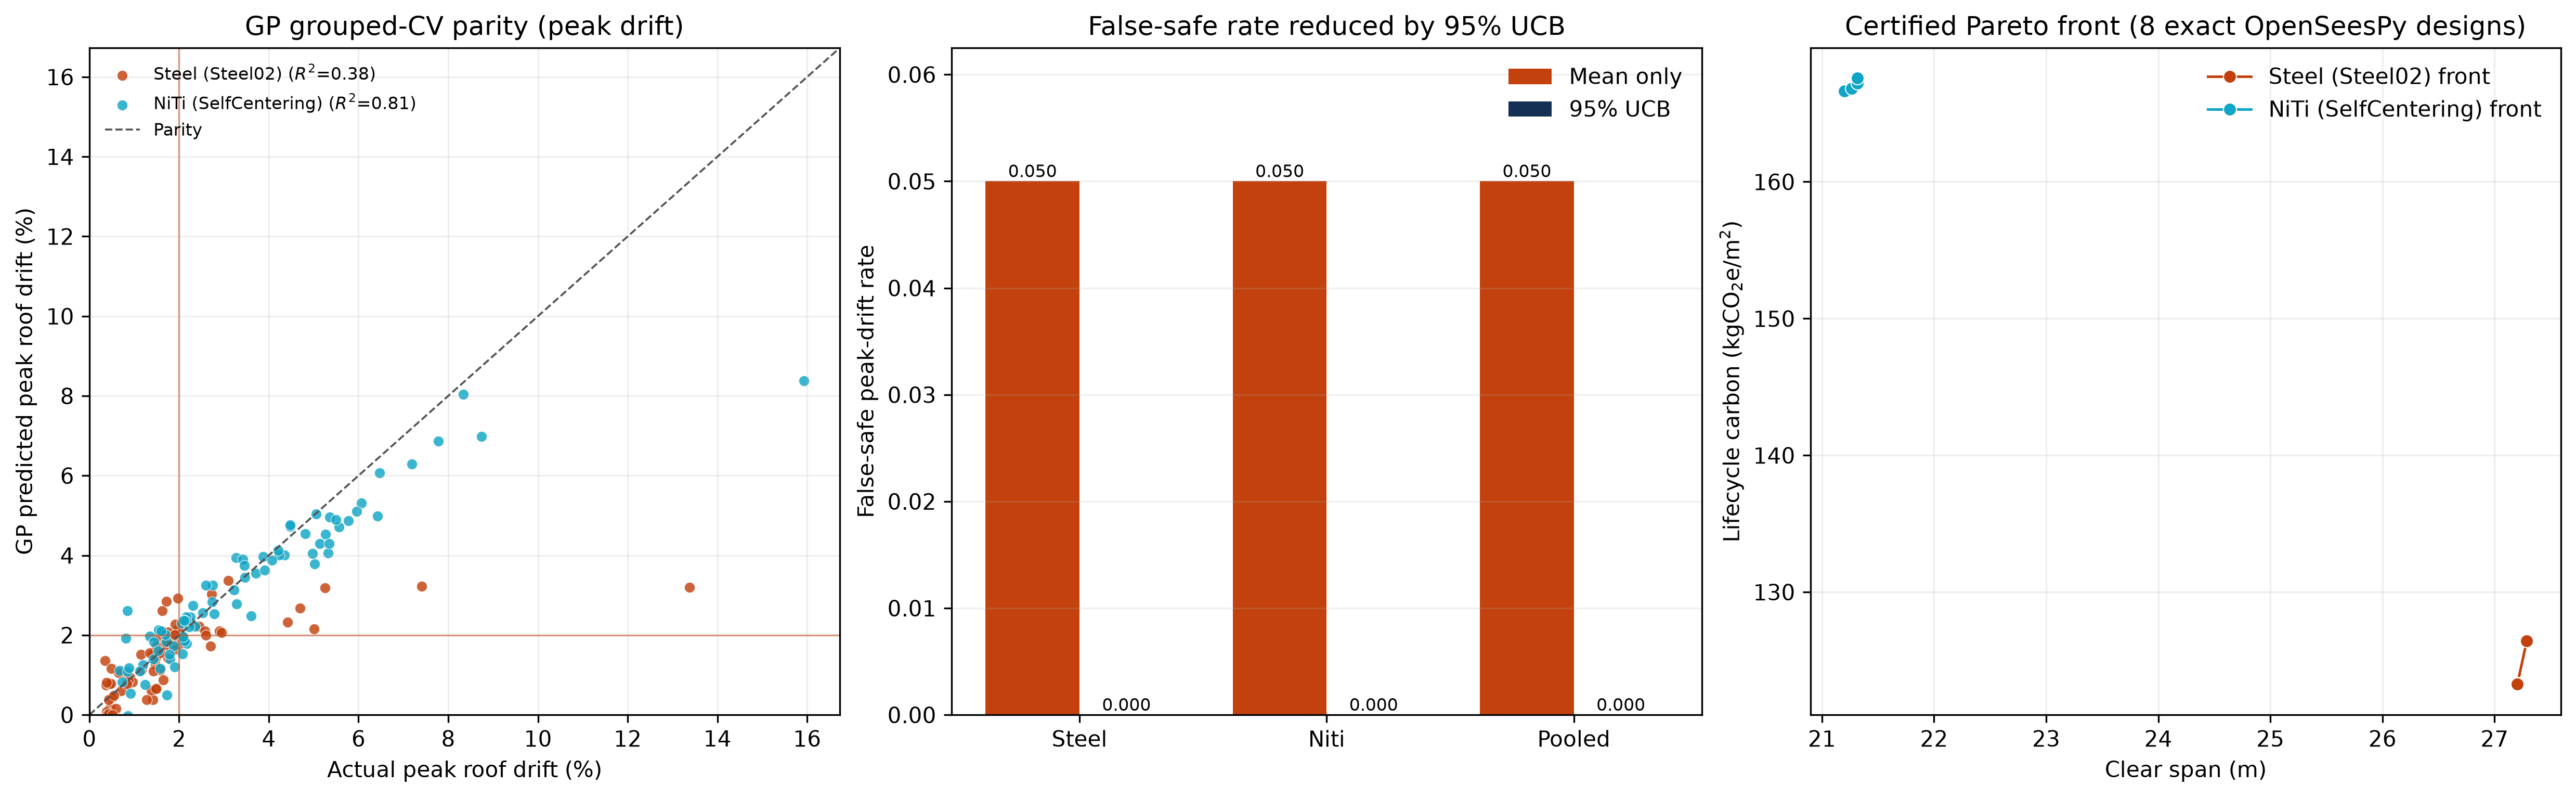 GP grouped-CV parity (peak drift)
Steel (Steel02) (R²=0.38)
NiTi (SelfCentering) (R²=0.81)
Parity
GP predicted peak roof drift (%)
16
14
12
10
8
6
4
2
0
0 2 4 6 8 10 12 14 16
Actual peak roof drift (%)
False-safe rate reduced by 95% UCB
Mean only
95% UCB
False-safe peak-drift rate
0.06
0.05
0.04
0.03
0.02
0.01
0.00
0.050 0.050 0.050
0.000 0.000 0.000
Steel Niti Pooled
Certified Pareto front (8 exact OpenSeesPy designs)
Steel (Steel02) front
NiTi (SelfCentering) front
Lifecycle carbon (kgCO₂e/m²)
160
150
140
130
21 22 23 24 25 26 27
Clear span (m)